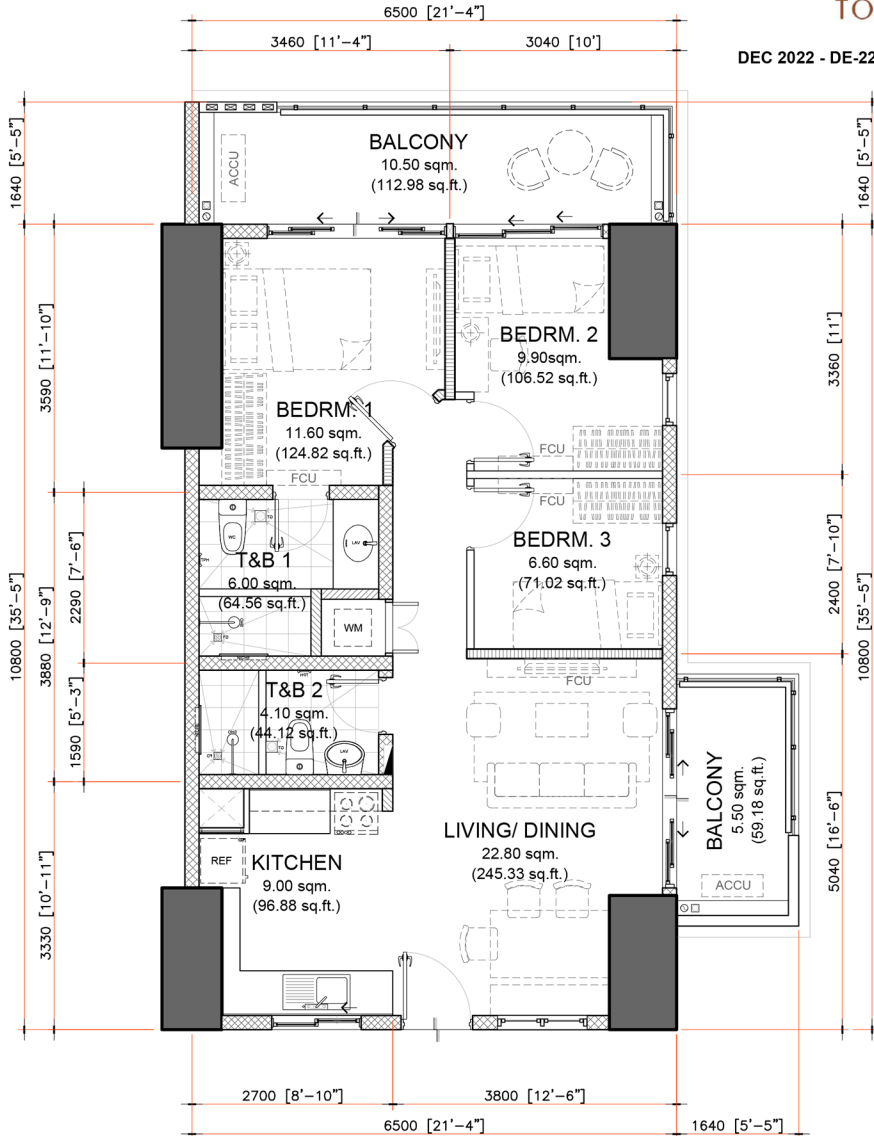 TO
6500 [21'-4"]
3460 [11'-4"]
3040 [10']
DEC 2022 - DE-22
1640 [5'-5"]
BALCONY
10.50 sqm.
(112.98 sq.ft.)
ACCU
1640 [5'-5"]
3590 [11'-10"]
BEDRM. 2
9.90sqm.
(106.52 sq.ft.)
3360 [11']
BEDRM. 1
11.60 sqm.
(124.82 sq.ft.)
FCU
FCU
FCU
10800 [35'-5"]
3880 [12'-9"]
2290 [7'-6"]
WC
TD
LAV
TPH
T&B 1
6.00 sqm.
(64.56 sq.ft.)
FD
WM
BEDRM. 3
6.60 sqm.
(71.02 sq.ft.)
2400 [7'-10"]
10800 [35'-5"]
FCU
1590 [5'-3"]
T&B 2
4.10 sqm.
(44.12 sq.ft.)
TD
LAV
BALCONY
5.50 sqm.
(59.18 sq.ft.)
ACCU
LIVING/ DINING
22.80 sqm.
(245.33 sq.ft.)
5040 [16'-6"]
REF
KITCHEN
9.00 sqm.
(96.88 sq.ft.)
3330 [10'-11"]
2700 [8'-10"]
3800 [12'-6"]
6500 [21'-4"]
1640 [5'-5"]